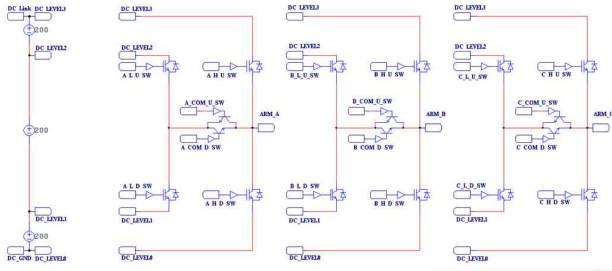 DC_Link DC_LEVEL3
200
DC_LEVEL2
200
DC_LEVEL1
200
DC_GND DC_LEVEL0
DC_LEVEL3
DC_LEVEL2
A_L_U_SW
A_H_U_SW
A_COM_U_SW
ARM_A
A_COM_D_SW
A_L_D_SW
A_H_D_SW
DC_LEVEL1
DC_LEVEL0
DC_LEVEL3
DC_LEVEL2
B_L_U_SW
B_H_U_SW
B_COM_U_SW
ARM_B
B_COM_D_SW
B_L_D_SW
B_H_D_SW
DC_LEVEL1
DC_LEVEL0
DC_LEVEL3
DC_LEVEL2
C_L_U_SW
C_H_U_SW
C_COM_U_SW
ARM_C
C_COM_D_SW
C_L_D_SW
C_H_D_SW
DC_LEVEL1
DC_LEVEL0